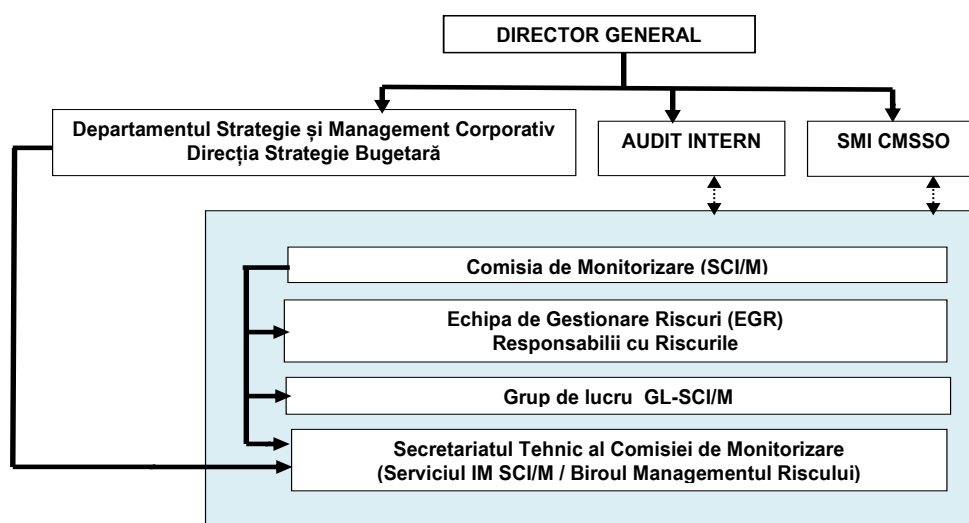 DIRECTOR GENERAL
Departamentul Strategie și Management Corporativ
Direcția Strategie Bugetară
AUDIT INTERN
SMI CMSSO
Comisia de Monitorizare (SCI/M)
Echipa de Gestionare Riscuri (EGR)
Responsabilii cu Riscurile
Grup de lucru GL-SCI/M
Secretariatul Tehnic al Comisiei de Monitorizare
(Serviciul IM SCI/M / Biroul Managementul Riscului)